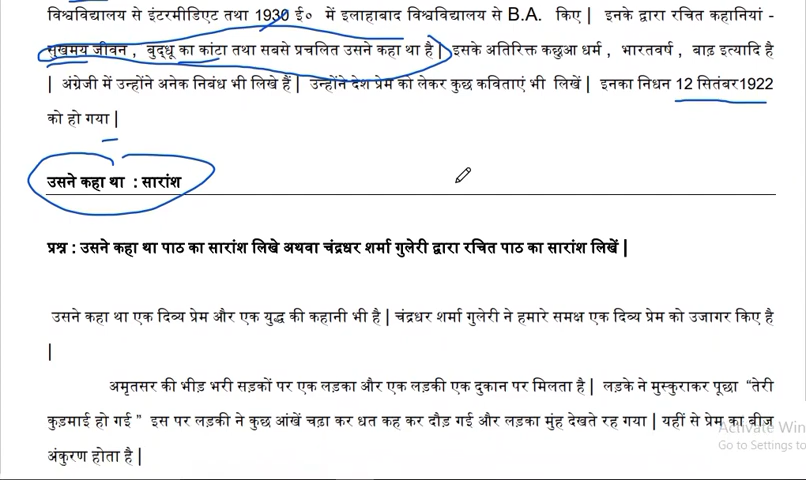 विश्वविद्यालय से इंटरमीडिएट तथा 1930 ई० में इलाहाबाद विश्वविद्यालय से B.A. किए | इनके द्वारा रचित कहानियां -
सुखमय जीवन , बुद्धू का कांटा तथा सबसे प्रचलित उसने कहा था है | इसके अतिरिक्त कछुआ धर्म , भारतवर्ष , बाढ़ इत्यादि है
| अंग्रेजी में उन्होंने अनेक निबंध भी लिखे हैं | उन्होंने देश प्रेम को लेकर कुछ कविताएं भी लिखें | इनका निधन 12 सितंबर1922
को हो गया |
उसने कहा था : सारांश
प्रश्न : उसने कहा था पाठ का सारांश लिखे अथवा चंद्रधर शर्मा गुलेरी द्वारा रचित पाठ का सारांश लिखें |
उसने कहा था एक दिव्य प्रेम और एक युद्ध की कहानी भी है | चंद्रधर शर्मा गुलेरी ने हमारे समक्ष एक दिव्य प्रेम को उजागर किए है
|
अमृतसर की भीड़ भरी सड़कों पर एक लड़का और एक लड़की एक दुकान पर मिलता है | लड़के ने मुस्कुराकर पूछा “तेरी
कुड़माई हो गई ” इस पर लड़की ने कुछ आंखें चढ़ा कर धत कह कर दौड़ गई और लड़का मुंह देखते रह गया | यहीं से प्रेम का बीज
अंकुरण होता है |
Activate Win
Go to Settings to